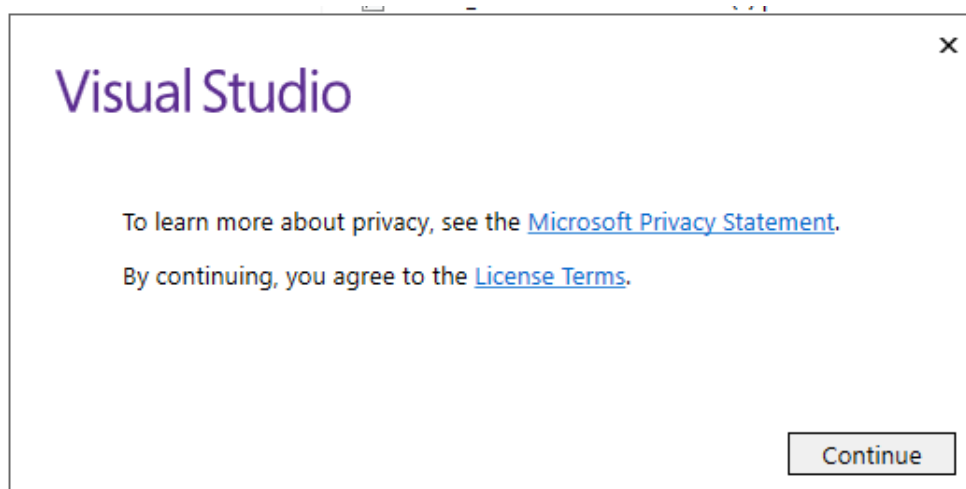 Visual Studio
To learn more about privacy, see the Microsoft Privacy Statement.
By continuing, you agree to the License Terms.
Continue